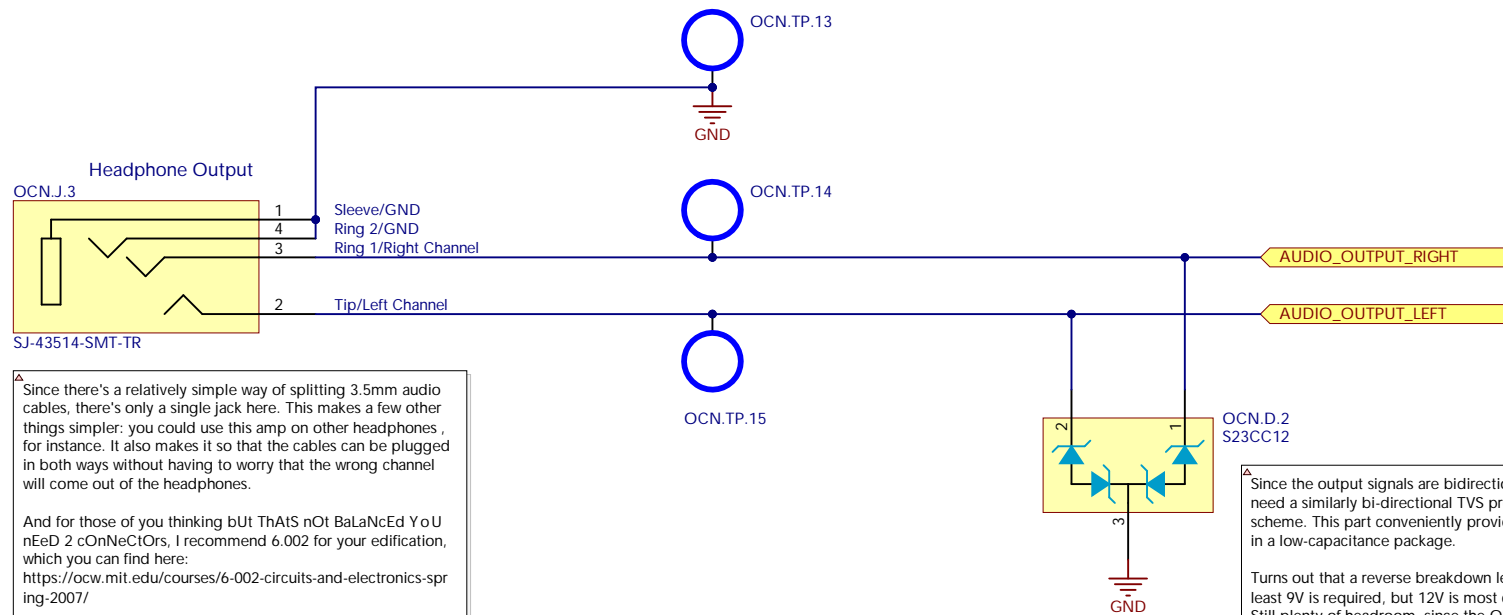 OCN.TP.13
GND
Headphone Output
OCN.J.3
OCN.TP.14
1 Sleeve/GND
4 Ring 2/GND
3 Ring 1/Right Channel
AUDIO_OUTPUT_RIGHT
2 Tip/Left Channel
AUDIO_OUTPUT_LEFT
SJ-43514-SMT-TR
OCN.TP.15
Since there's a relatively simple way of splitting 3.5mm audio
cables, there's only a single jack here. This makes a few other
things simpler: you could use this amp on other headphones ,
for instance. It also makes it so that the cables can be plugged
in both ways without having to worry that the wrong channel
will come out of the headphones.
And for those of you thinking bUt ThAtS nOt BaLaNcEd YoU
nEeD 2 cOnNeCtOrs, I recommend 6.002 for your edification,
which you can find here:
https://ocw.mit.edu/courses/6-002-circuits-and-electronics-spr
ing-2007/
2
1
OCN.D.2
S23CC12
3
GND
Since the output signals are bidirectio
need a similarly bi-directional TVS pr
scheme. This part conveniently provid
in a low-capacitance package.
Turns out that a reverse breakdown le
least 9V is required, but 12V is most
Still plenty of headroom, since the